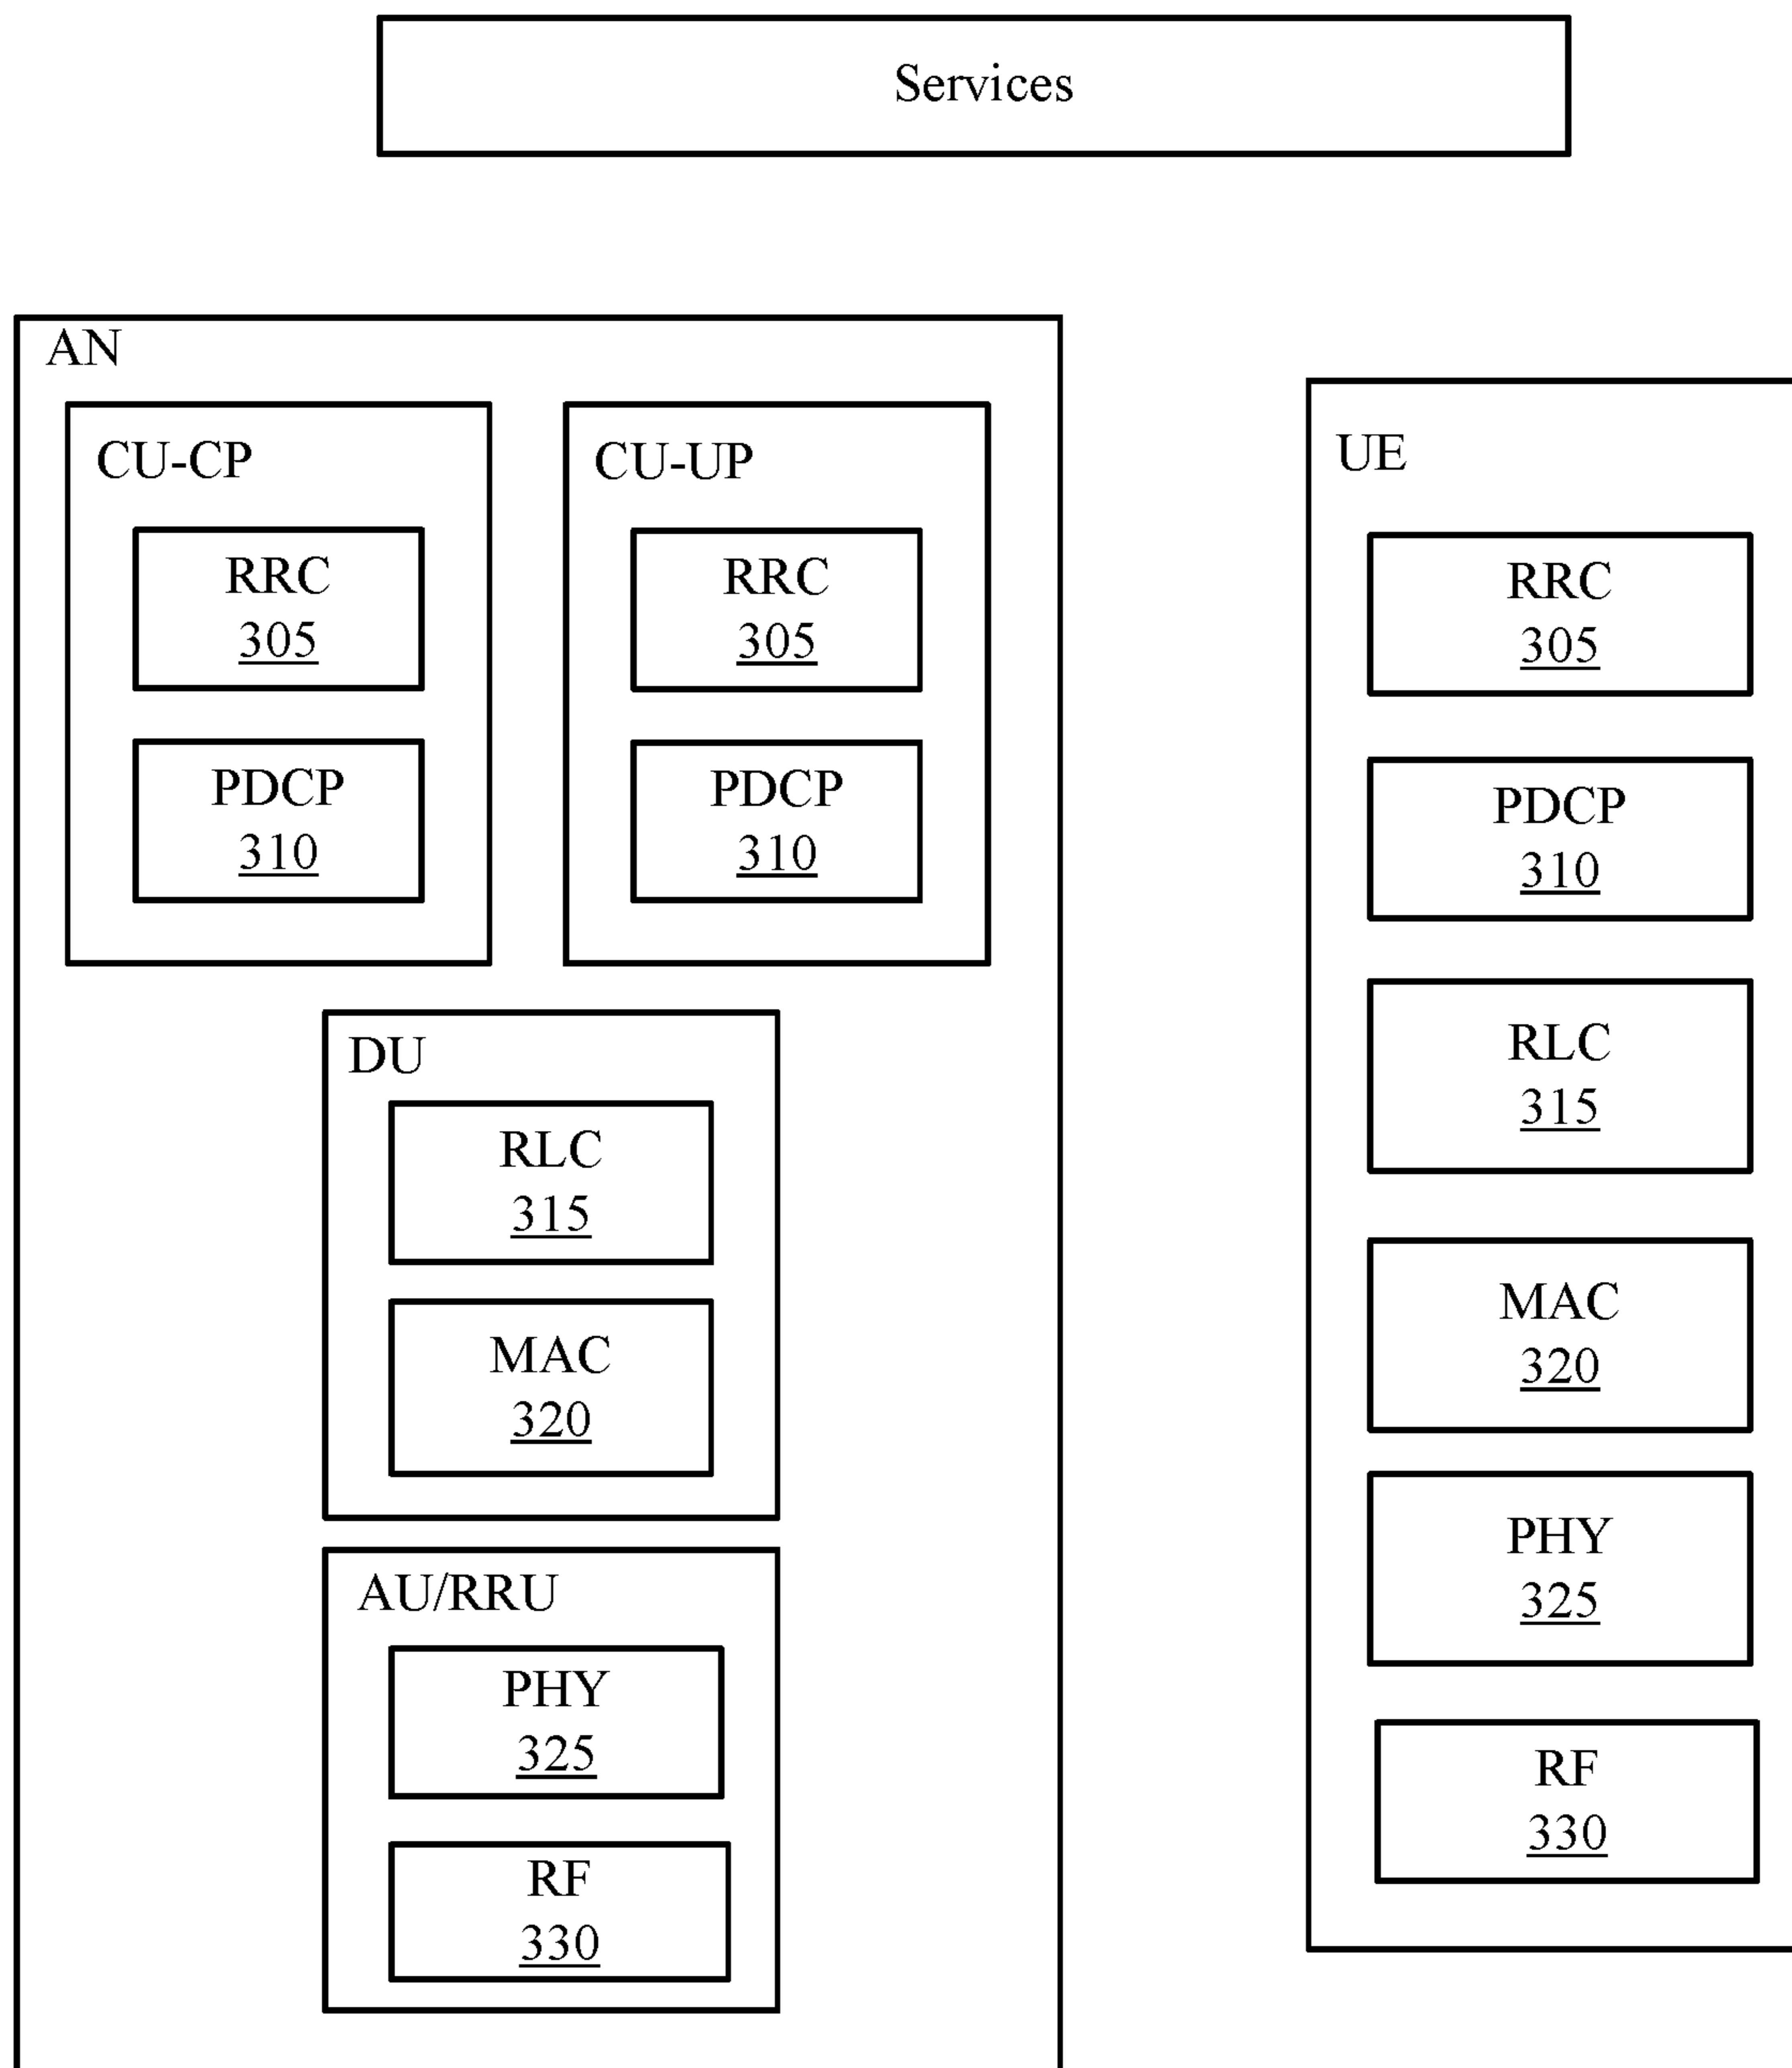 Services
AN
CU-CP
RRC
305
PDCP
310
CU-UP
RRC
305
PDCP
310
DU
RLC
315
MAC
320
AU/RRU
PHY
325
RF
330
UE
RRC
305
PDCP
310
RLC
315
MAC
320
PHY
325
RF
330